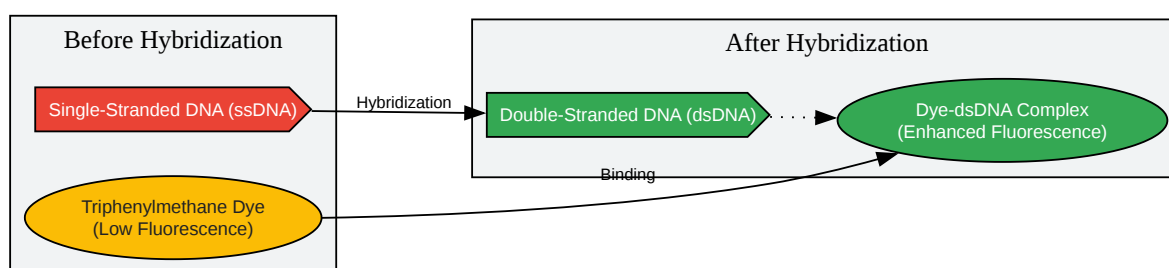 Before Hybridization
Single-Stranded DNA (ssDNA)
Triphenylmethane Dye
(Low Fluorescence)
Hybridization
Binding
After Hybridization
Double-Stranded DNA (dsDNA)
Dye-dsDNA Complex
(Enhanced Fluorescence)